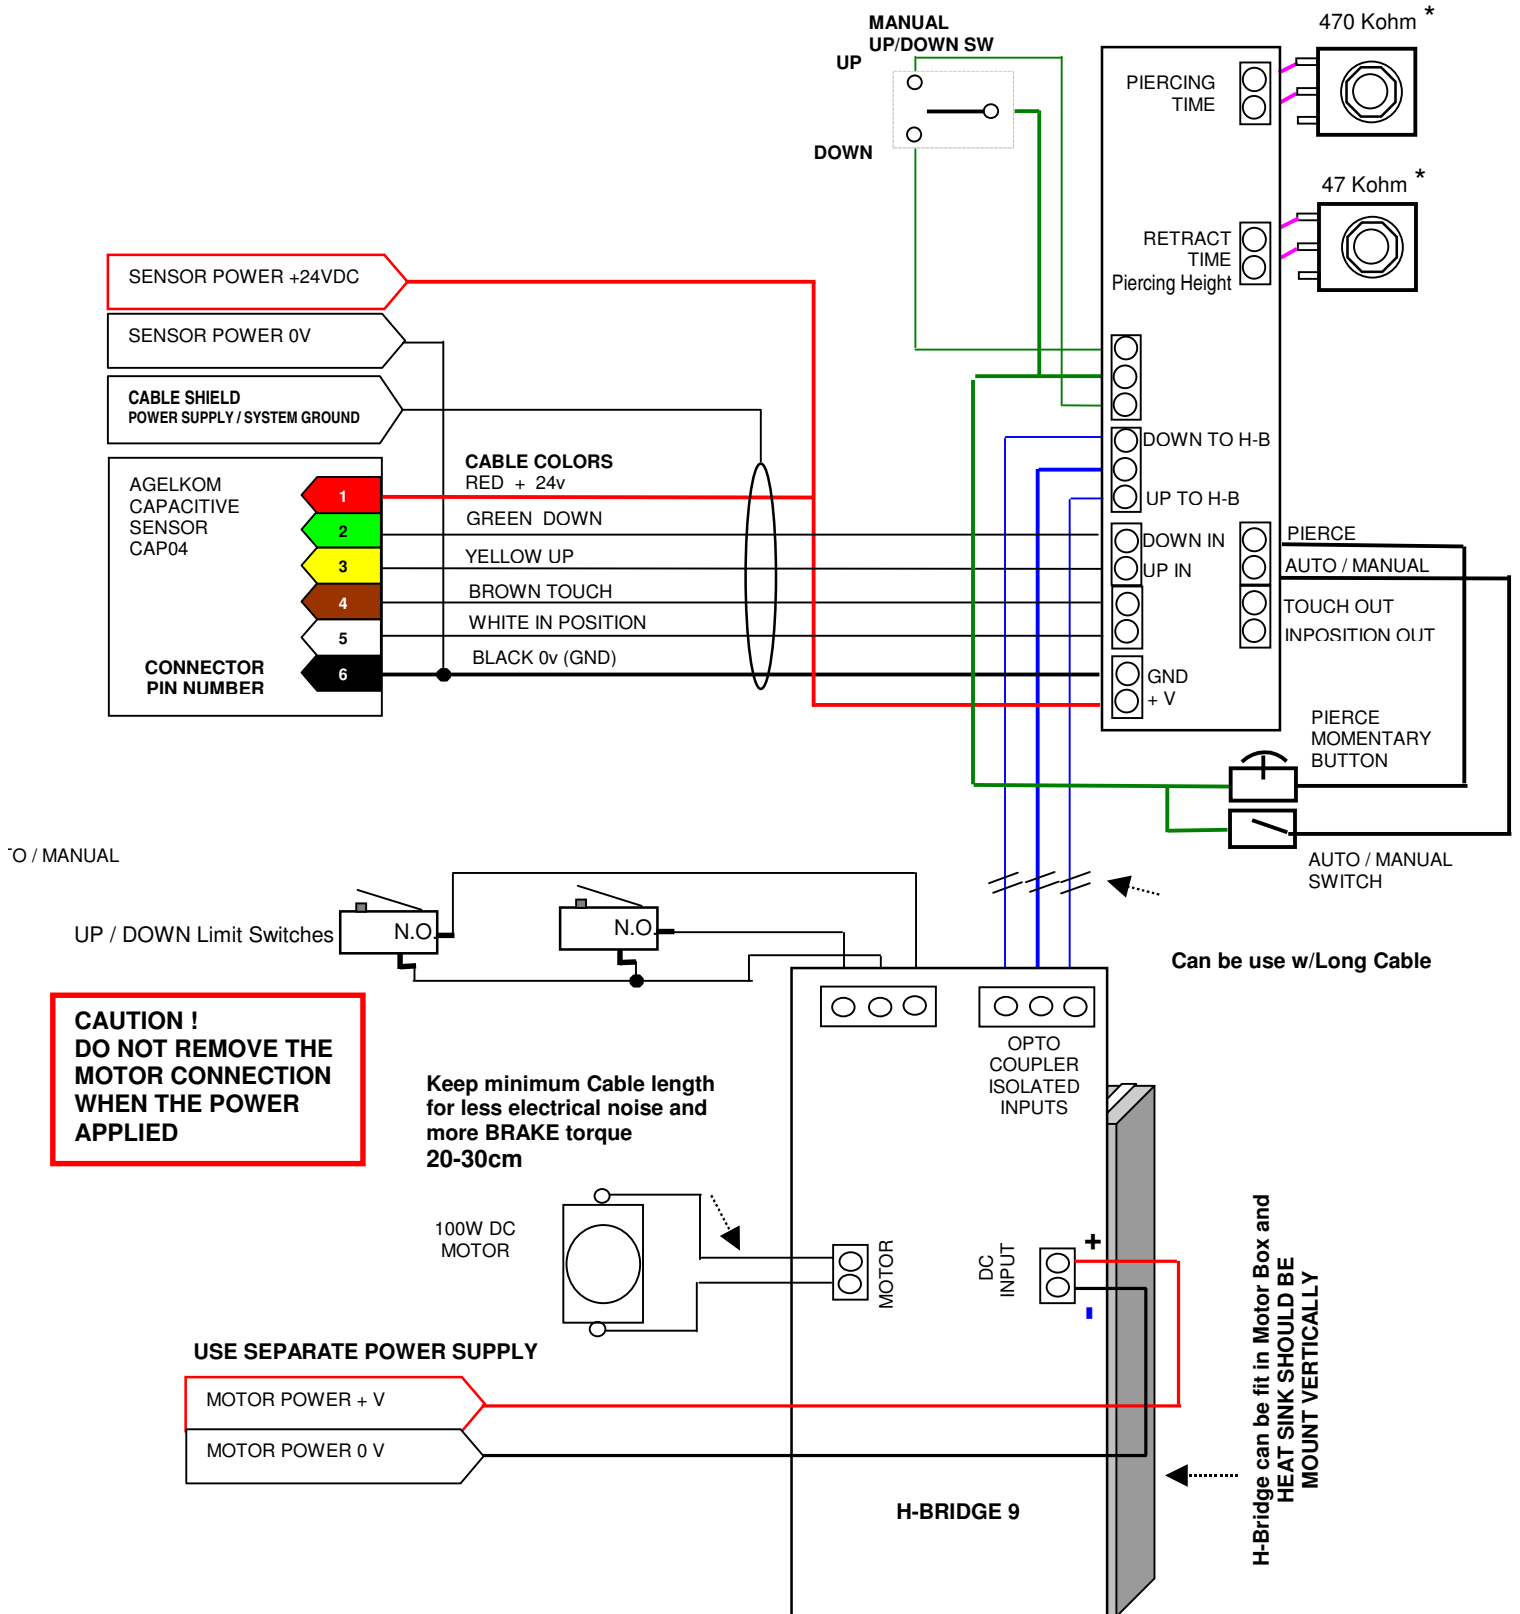 470 Kohm *
MANUAL
UP/DOWN SW
UP
DOWN
PIERCING
TIME
47 Kohm *
RETRACT
TIME
Piercing Height
SENSOR POWER +24VDC
SENSOR POWER 0V
CABLE SHIELD
POWER SUPPLY / SYSTEM GROUND
AGELKOM
CAPACITIVE
SENSOR
CAP04
CONNECTOR
PIN NUMBER
1
2
3
4
5
6
CABLE COLORS
RED + 24v
GREEN DOWN
YELLOW UP
BROWN TOUCH
WHITE IN POSITION
BLACK 0v (GND)
DOWN TO H-B
UP TO H-B
DOWN IN
UP IN
GND
+ V
PIERCE
AUTO / MANUAL
TOUCH OUT
INPOSITION OUT
PIERCE
MOMENTARY
BUTTON
AUTO / MANUAL
SWITCH
TO / MANUAL
UP / DOWN Limit Switches
N.O.
N.O.
Can be use w/Long Cable
CAUTION !
DO NOT REMOVE THE
MOTOR CONNECTION
WHEN THE POWER
APPLIED
OPTO
COUPLER
ISOLATED
INPUTS
Keep minimum Cable length
for less electrical noise and
more BRAKE torque
20-30cm
100W DC
MOTOR
MOTOR
DC
INPUT
+
-
USE SEPARATE POWER SUPPLY
MOTOR POWER + V
MOTOR POWER 0 V
H-BRIDGE 9
H-Bridge can be fit in Motor Box and
HEAT SINK SHOULD BE
MOUNT VERTICALLY